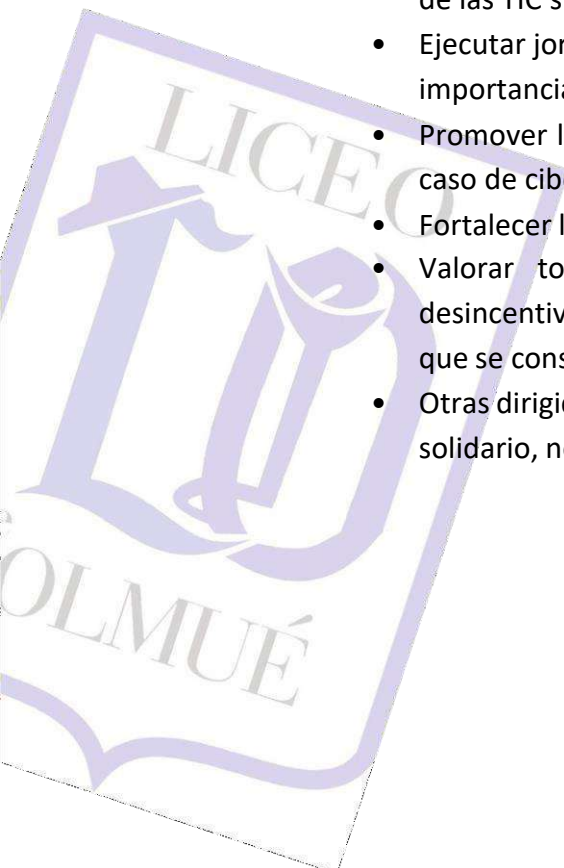 de las TIC s
• Ejecutar jor
importancia
• Promover l
caso de cib
• Fortalecer l
• Valorar to
desincentiv
que se cons
• Otras dirigi
solidario, n
LICEO
OLMUÉ